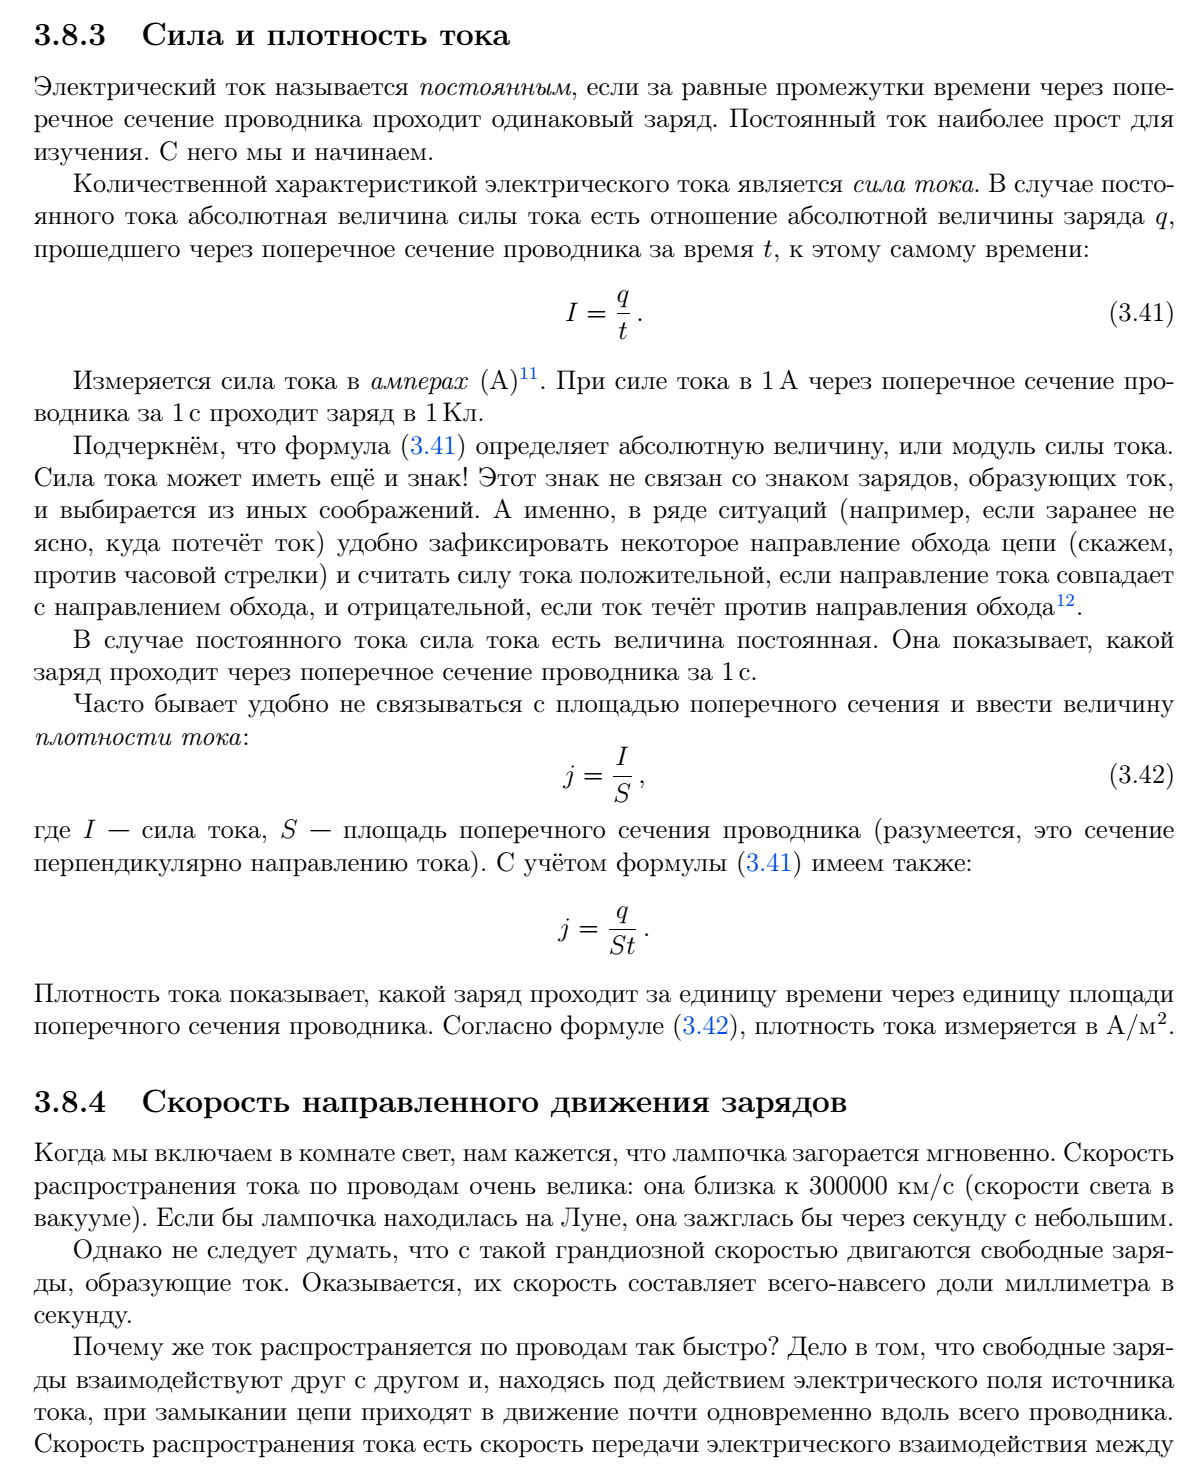 3.8.3 Сила и плотность тока
Электрический ток называется постоянным, если за равные промежутки времени через попе-
речное сечение проводника проходит одинаковый заряд. Постоянный ток наиболее прост для
изучения. С него мы и начинаем.
Количественной характеристикой электрического тока является сила тока. В случае посто-
янного тока абсолютная величина силы тока есть отношение абсолютной величины заряда q,
прошедшего через поперечное сечение проводника за время t, к этому самому времени:
I = q/t. (3.41)
Измеряется сила тока в амперах (А)¹¹. При силе тока в 1 А через поперечное сечение про-
водника за 1 с проходит заряд в 1 Кл.
Подчеркнём, что формула (3.41) определяет абсолютную величину, или модуль силы тока.
Сила тока может иметь ещё и знак! Этот знак не связан со знаком зарядов, образующих ток,
и выбирается из иных соображений. А именно, в ряде ситуаций (например, если заранее не
ясно, куда потечёт ток) удобно зафиксировать некоторое направление обхода цепи (скажем,
против часовой стрелки) и считать силу тока положительной, если направление тока совпадает
с направлением обхода, и отрицательной, если ток течёт против направления обхода¹².
В случае постоянного тока сила тока есть величина постоянная. Она показывает, какой
заряд проходит через поперечное сечение проводника за 1 с.
Часто бывает удобно не связываться с площадью поперечного сечения и ввести величину
плотности тока:
j = I/S, (3.42)
где I — сила тока, S — площадь поперечного сечения проводника (разумеется, это сечение
перпендикулярно направлению тока). С учётом формулы (3.41) имеем также:
j = q/St.
Плотность тока показывает, какой заряд проходит за единицу времени через единицу площади
поперечного сечения проводника. Согласно формуле (3.42), плотность тока измеряется в А/м².
3.8.4 Скорость направленного движения зарядов
Когда мы включаем в комнате свет, нам кажется, что лампочка загорается мгновенно. Скорость
распространения тока по проводам очень велика: она близка к 300000 км/с (скорости света в
вакууме). Если бы лампочка находилась на Луне, она зажглась бы через секунду с небольшим.
Однако не следует думать, что с такой грандиозной скоростью двигаются свободные заря-
ды, образующие ток. Оказывается, их скорость составляет всего-навсего доли миллиметра в
секунду.
Почему же ток распространяется по проводам так быстро? Дело в том, что свободные заря-
ды взаимодействуют друг с другом и, находясь под действием электрического поля источника
тока, при замыкании цепи приходят в движение почти одновременно вдоль всего проводника.
Скорость распространения тока есть скорость передачи электрического взаимодействия между